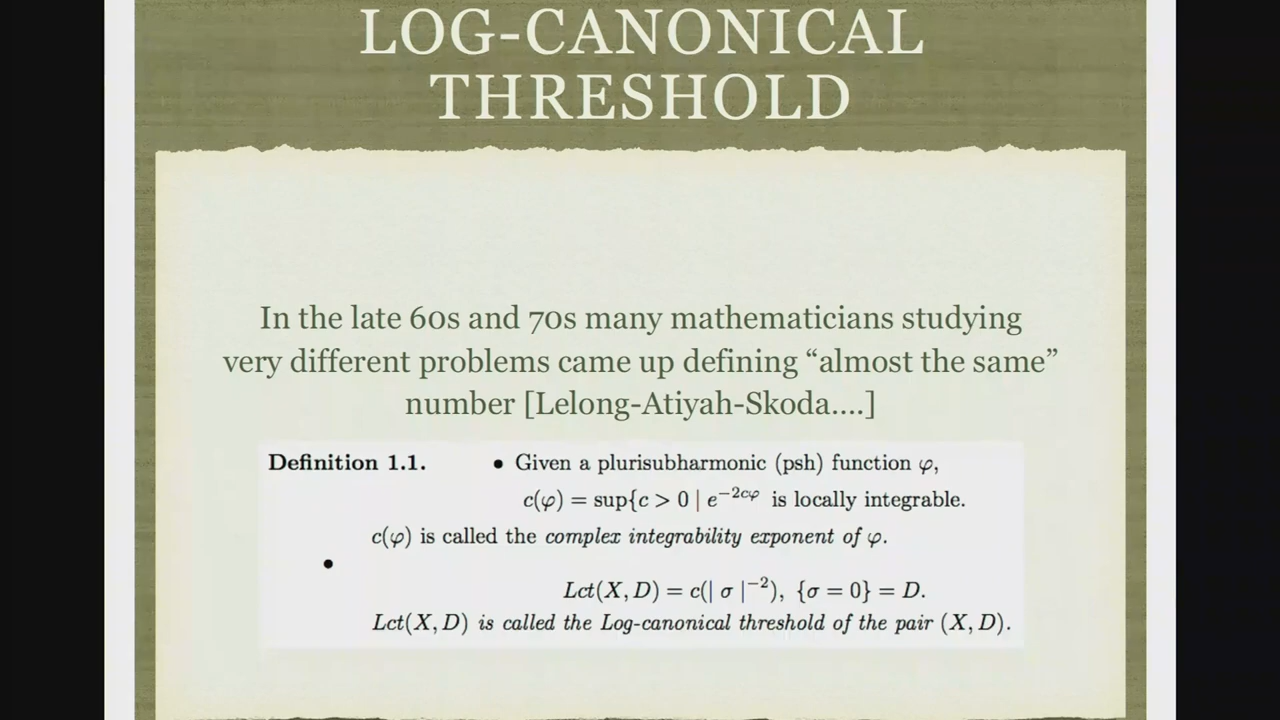 LOG-CANONICAL
THRESHOLD
In the late 60s and 70s many mathematicians studying
very different problems came up defining “almost the same”
number [Lelong-Atiyah-Skoda....]
Definition 1.1. • Given a plurisubharmonic (psh) function φ,
c(φ) = sup{c > 0 | e^{-2cφ} is locally integrable.
c(φ) is called the complex integrability exponent of φ.
•
Lct(X, D) = c(| σ |^{-2}), {σ = 0} = D.
Lct(X, D) is called the Log-canonical threshold of the pair (X, D).